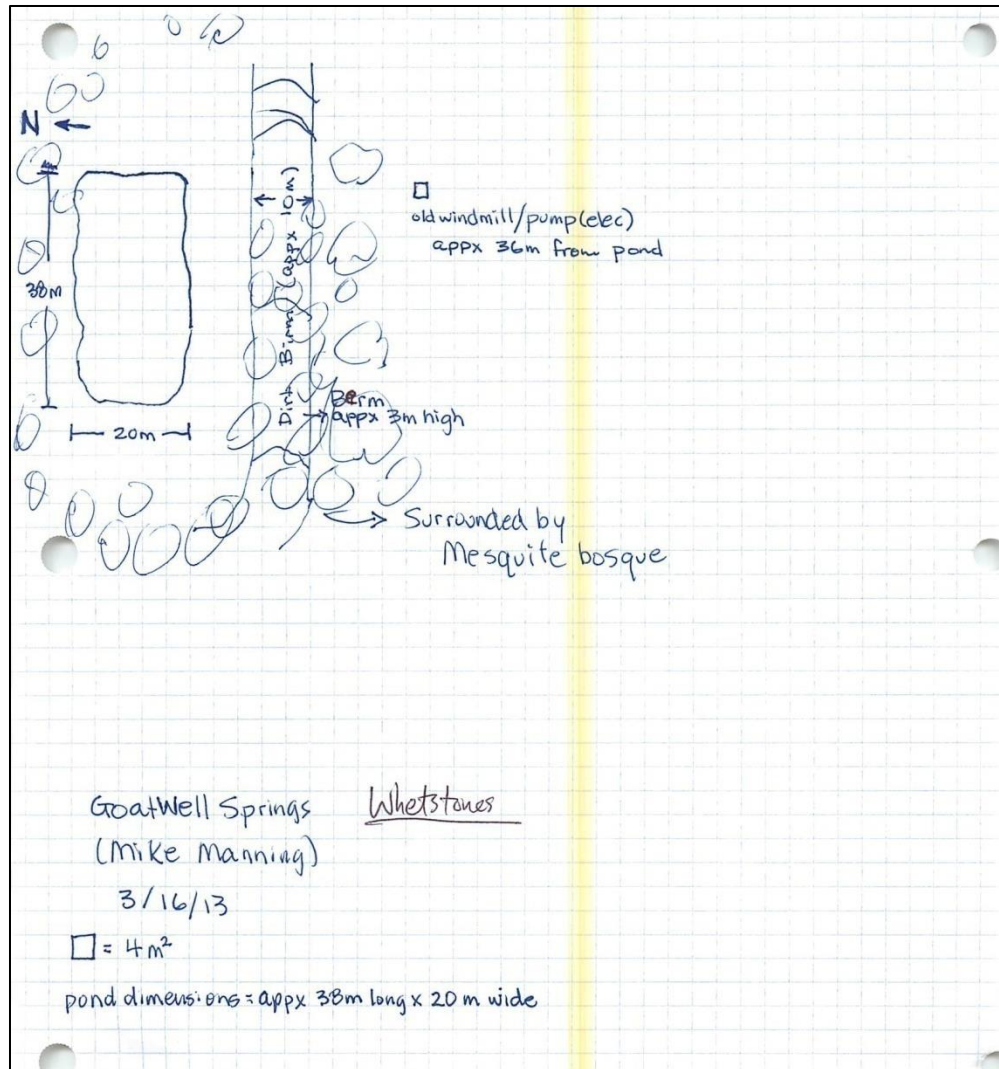 N ←
38m
20m
Dirt Berm (appx 10m)
old windmill/pump(elec)
appx 36m from pond
Berm
appx 3m high
Surrounded by
Mesquite bosque
GoatWell Springs
Whetstones
(Mike Manning)
3/16/13
□ = 4m²
pond dimensions = appx 38m long x 20m wide